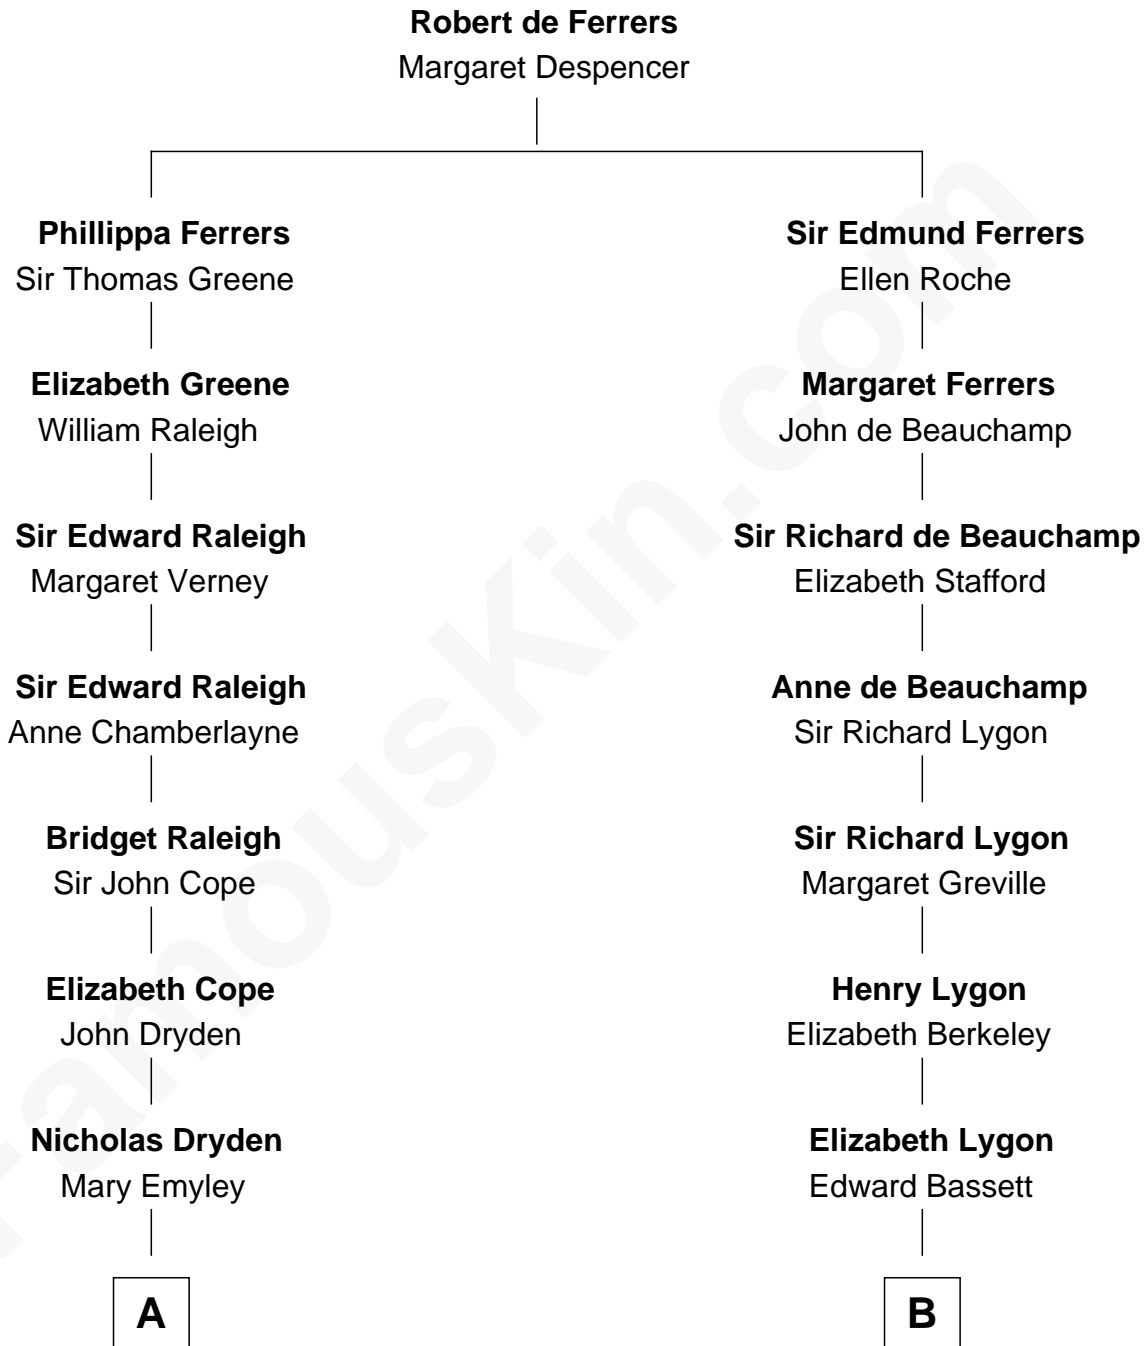 Robert de Ferrers
Margaret Despencer
Phillippa Ferrers
Sir Thomas Greene
Elizabeth Greene
William Raleigh
Sir Edward Raleigh
Margaret Verney
Sir Edward Raleigh
Anne Chamberlayne
Bridget Raleigh
Sir John Cope
Elizabeth Cope
John Dryden
Nicholas Dryden
Mary Emyley
A
Sir Edmund Ferrers
Ellen Roche
Margaret Ferrers
John de Beauchamp
Sir Richard de Beauchamp
Elizabeth Stafford
Anne de Beauchamp
Sir Richard Lygon
Sir Richard Lygon
Margaret Greville
Henry Lygon
Elizabeth Berkeley
Elizabeth Lygon
Edward Bassett
B
FamousKin.com